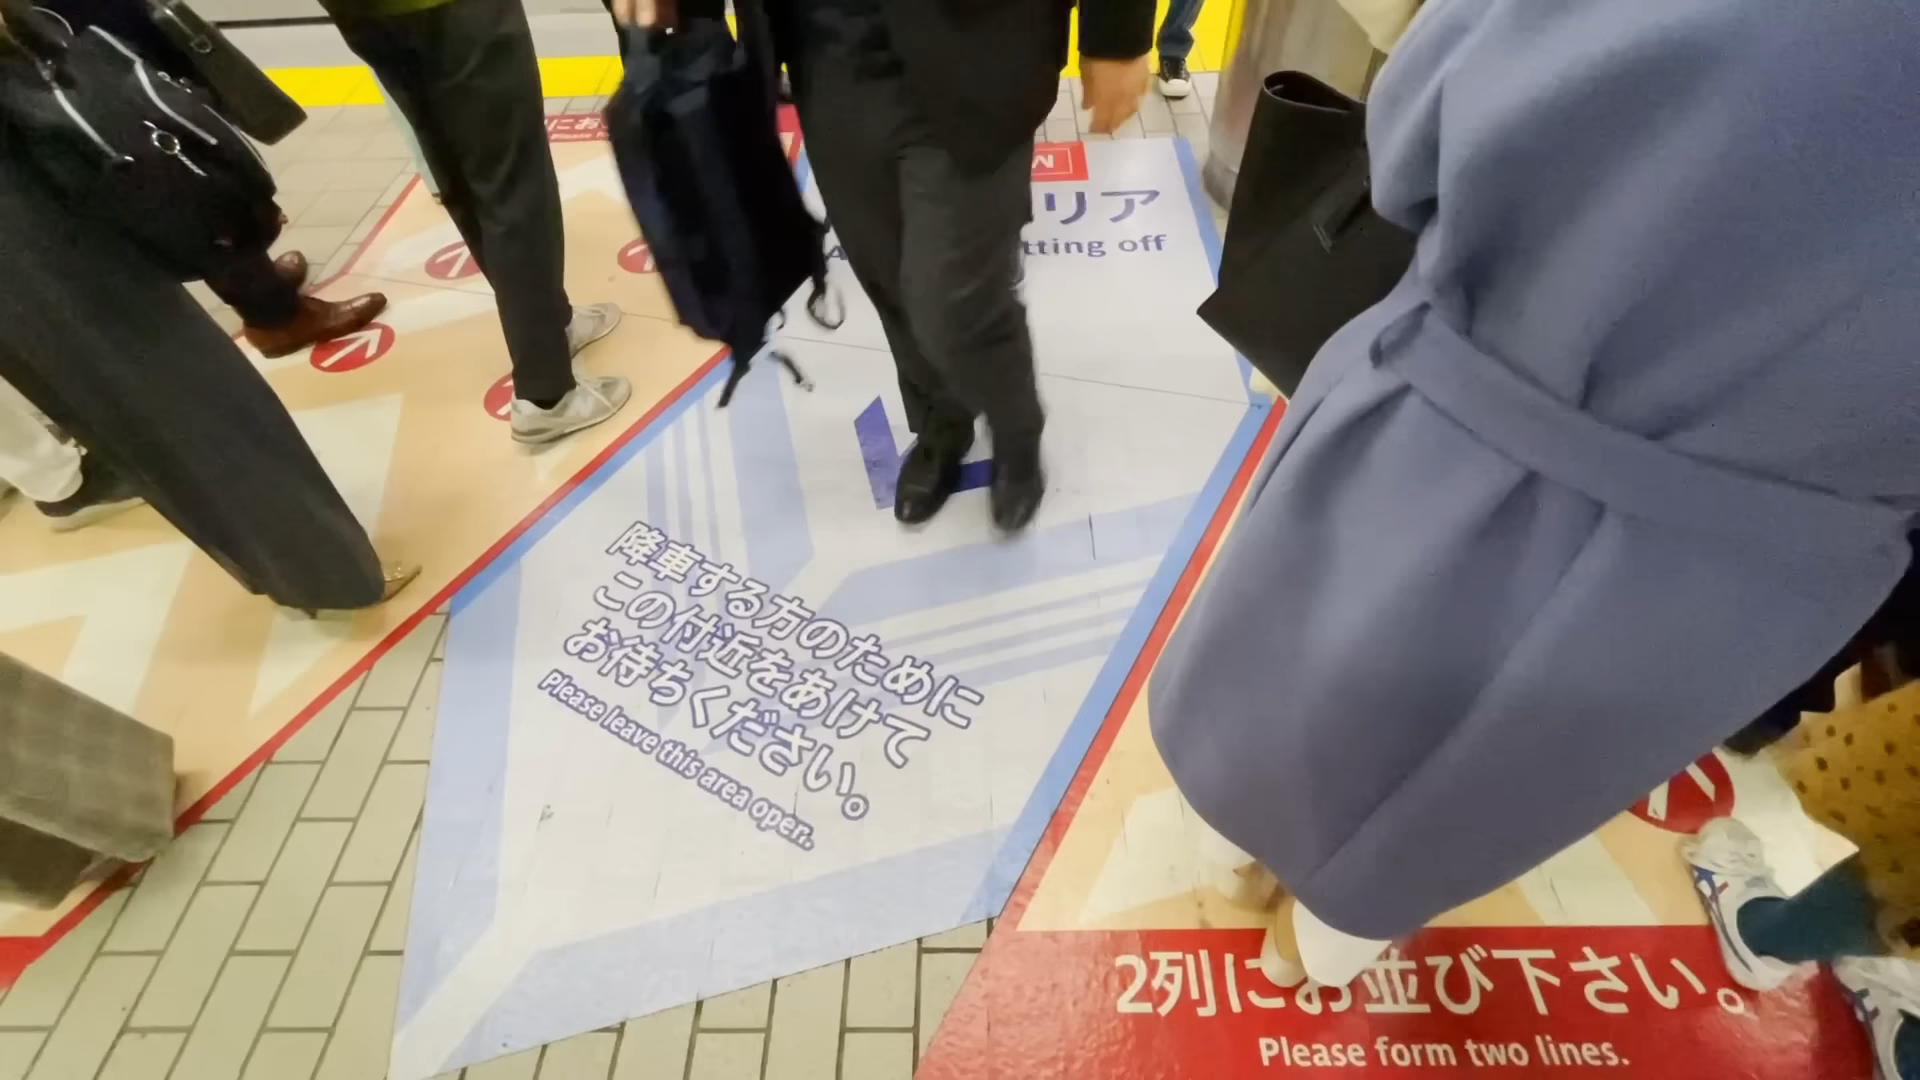 M
リア
tting off
降車する方のために
この付近をあけて
お待ちください。
Please leave this area open.
2列にお並び下さい。
Please form two lines.